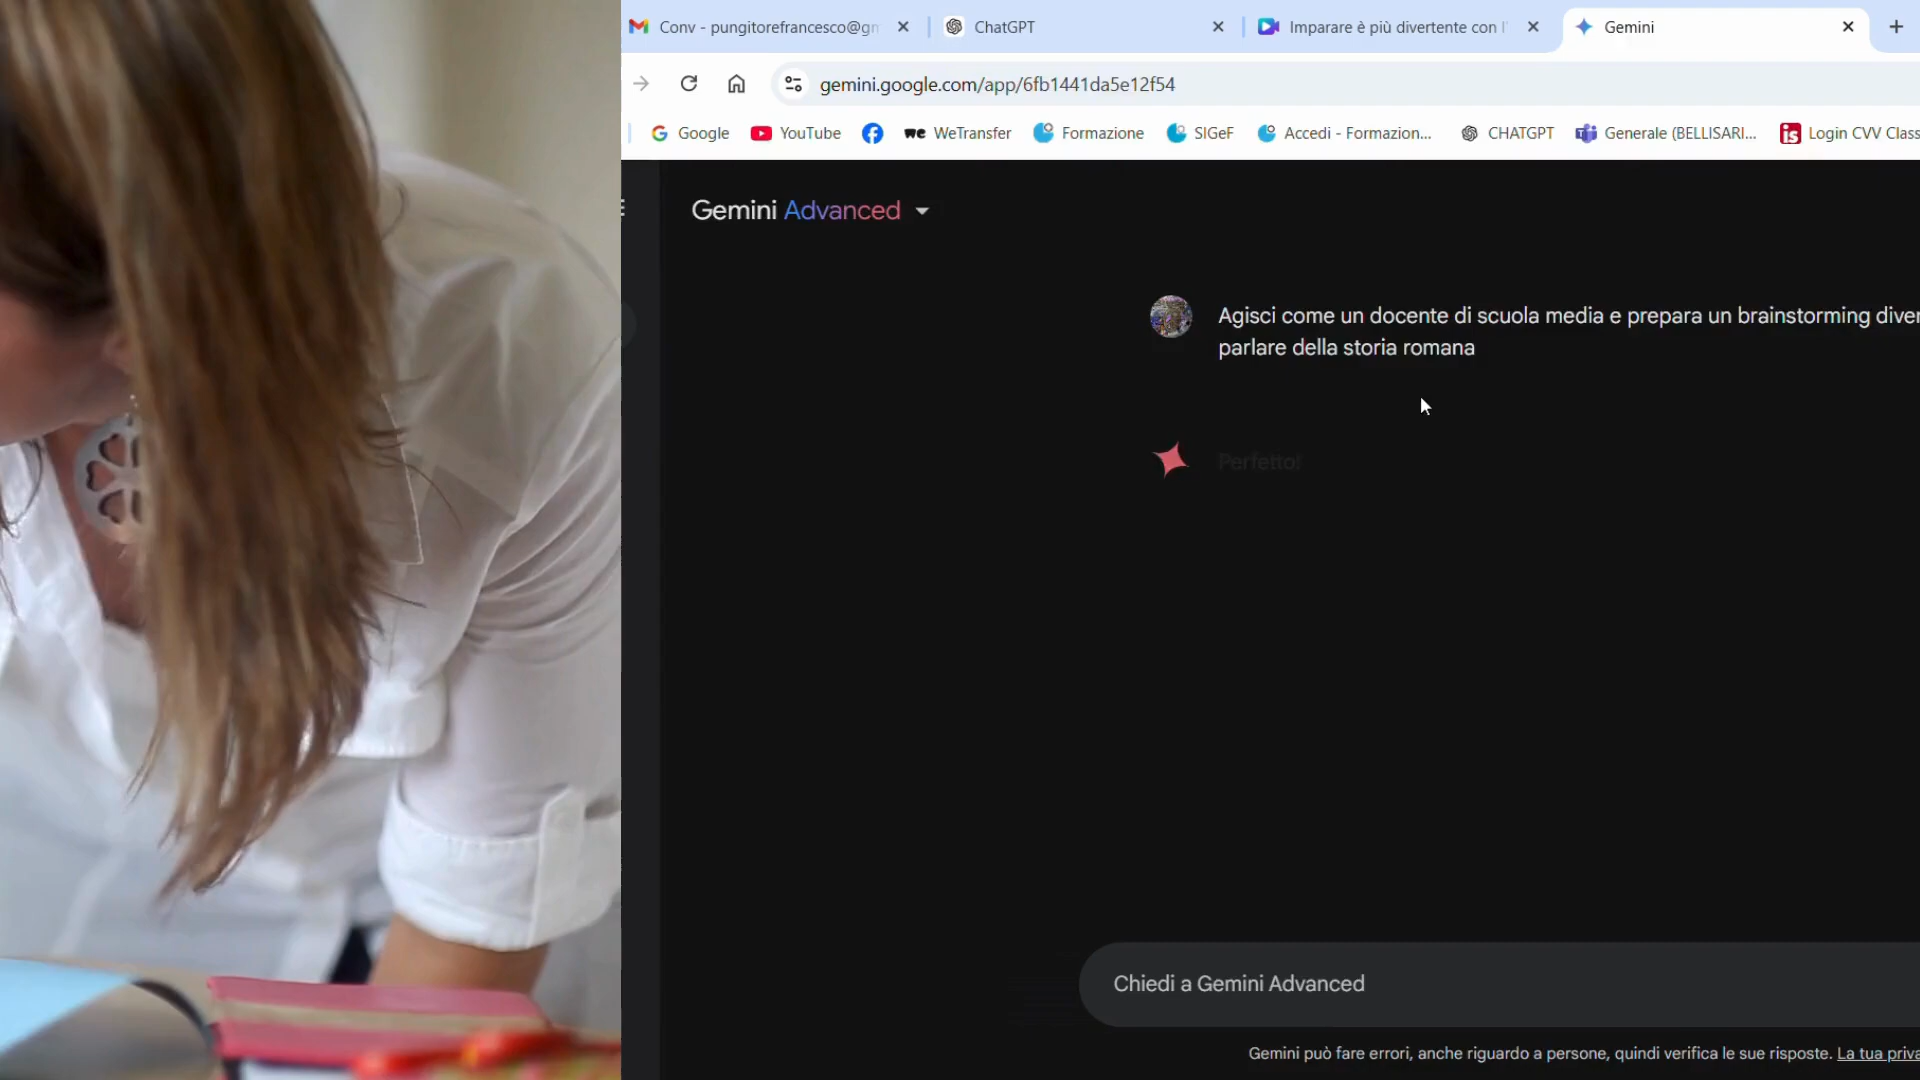 Conv - pungitorefrancesco@gm
ChatGPT
Imparare è più divertente con l'
Gemini
gemini.google.com/app/6fb1441da5e12f54
Google
YouTube
WeTransfer
Formazione
SIGeF
Accedi - Formazion...
CHATGPT
Generale (BELLISARI...
Login CVV Class
Gemini Advanced
Agisci come un docente di scuola media e prepara un brainstorming diver
parlare della storia romana
Perfetto!
Chiedi a Gemini Advanced
Gemini può fare errori, anche riguardo a persone, quindi verifica le sue risposte. La tua priva